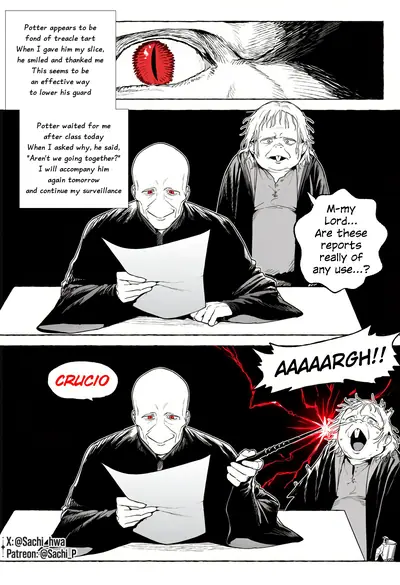 Potter appears to be
fond of treacle tart
When I gave him my slice,
he smiled and thanked me
This seems to be
an effective way
to lower his guard
Potter waited for me
after class today
When I asked why, he said,
"Aren't we going together?"
I will accompany him
again tomorrow
and continue my surveillance
M-my
Lord...
Are these
reports
really of
any use...?
CRUCIO
AAAAARGH!!
X:@Sachi_hwa
Patreon:@Sachi_P